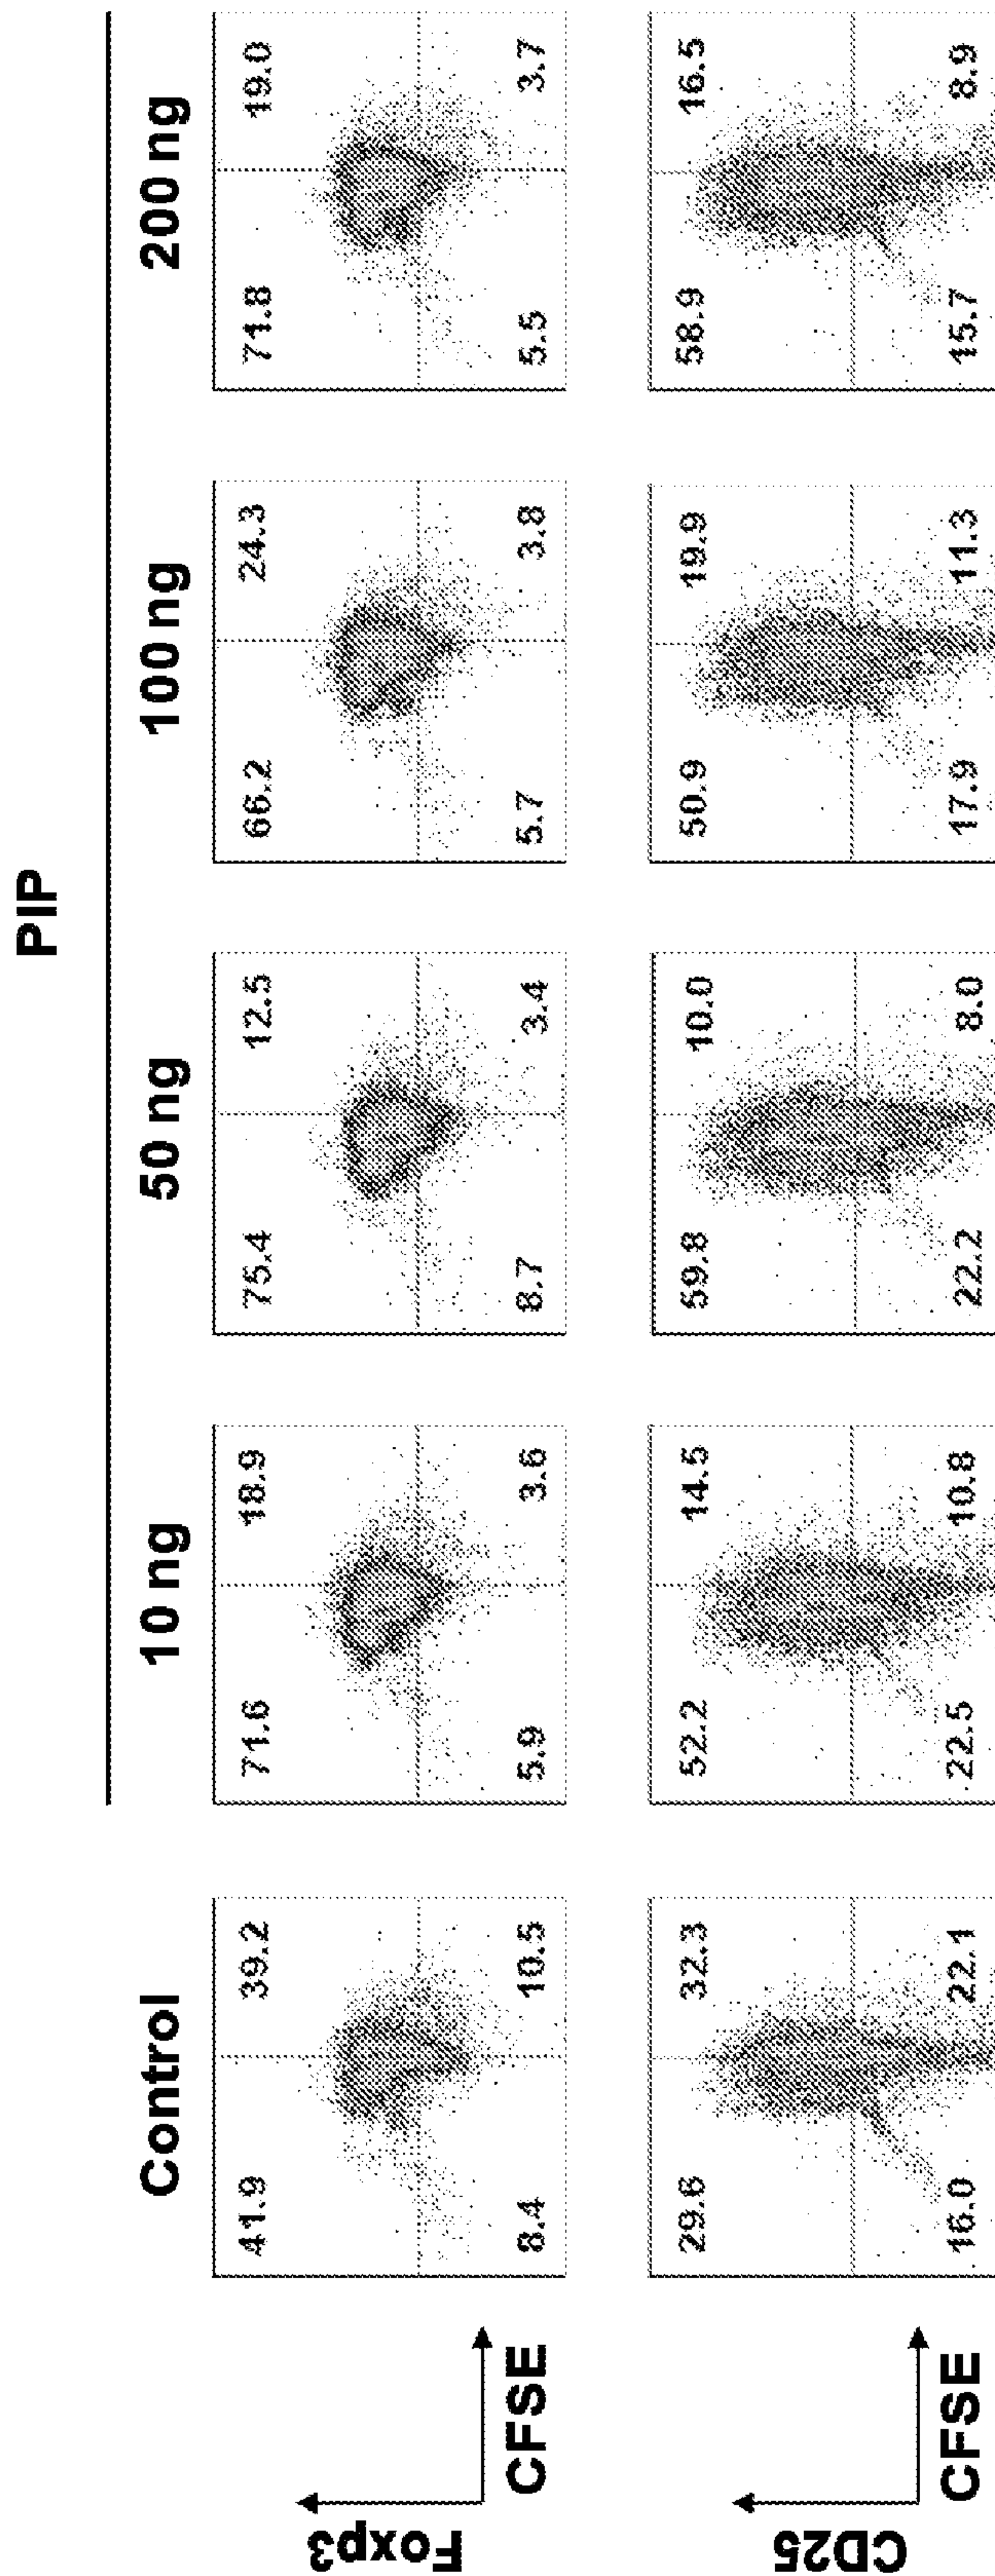 PIP
Control 10 ng 50 ng 100 ng 200 ng
41.9 39.2 71.6 18.9 75.4 12.5 66.2 24.3 71.8 19.0
Foxp3
8.4 10.5 5.9 3.6 8.7 3.4 5.7 3.8 5.5 3.7
CFSE
29.6 32.3 52.2 14.5 59.8 10.0 50.9 19.9 58.9 16.5
CD25
16.0 22.1 22.5 10.8 22.2 8.0 17.9 11.3 15.7 8.9
CFSE